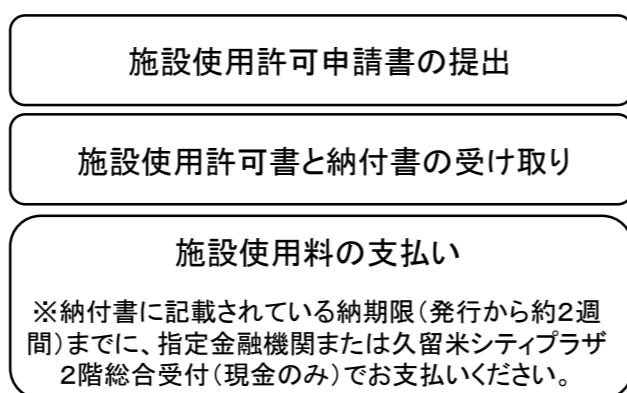 施設使用許可申請書の提出
施設使用許可書と納付書の受け取り
施設使用料の支払い
※納付書に記載されている納期限(発行から約2週
間)までに、指定金融機関または久留米シティプラザ
2階総合受付(現金のみ)でお支払いください。